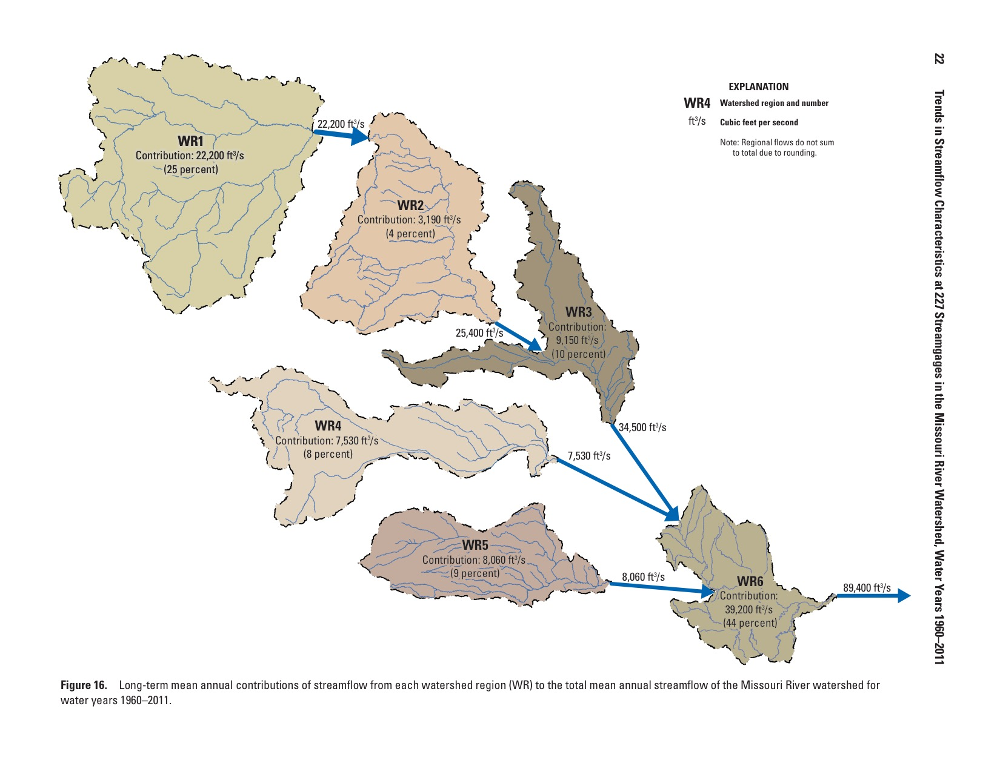 22 Trends in Streamflow Characteristics at 227 Streamgages in the Missouri River Watershed, Water Years 1960–2011
EXPLANATION
WR4 Watershed region and number
ft³/s Cubic feet per second
Note: Regional flows do not sum
to total due to rounding.
WR1
Contribution: 22,200 ft³/s
(25 percent)
22,200 ft³/s
WR2
Contribution: 3,190 ft³/s
(4 percent)
25,400 ft³/s
WR3
Contribution:
9,150 ft³/s
(10 percent)
34,500 ft³/s
WR4
Contribution: 7,530 ft³/s
(8 percent)
7,530 ft³/s
WR5
Contribution: 8,060 ft³/s
(9 percent)
8,060 ft³/s
WR6
Contribution:
39,200 ft³/s
(44 percent)
89,400 ft³/s
Figure 16. Long-term mean annual contributions of streamflow from each watershed region (WR) to the total mean annual streamflow of the Missouri River watershed for
water years 1960–2011.